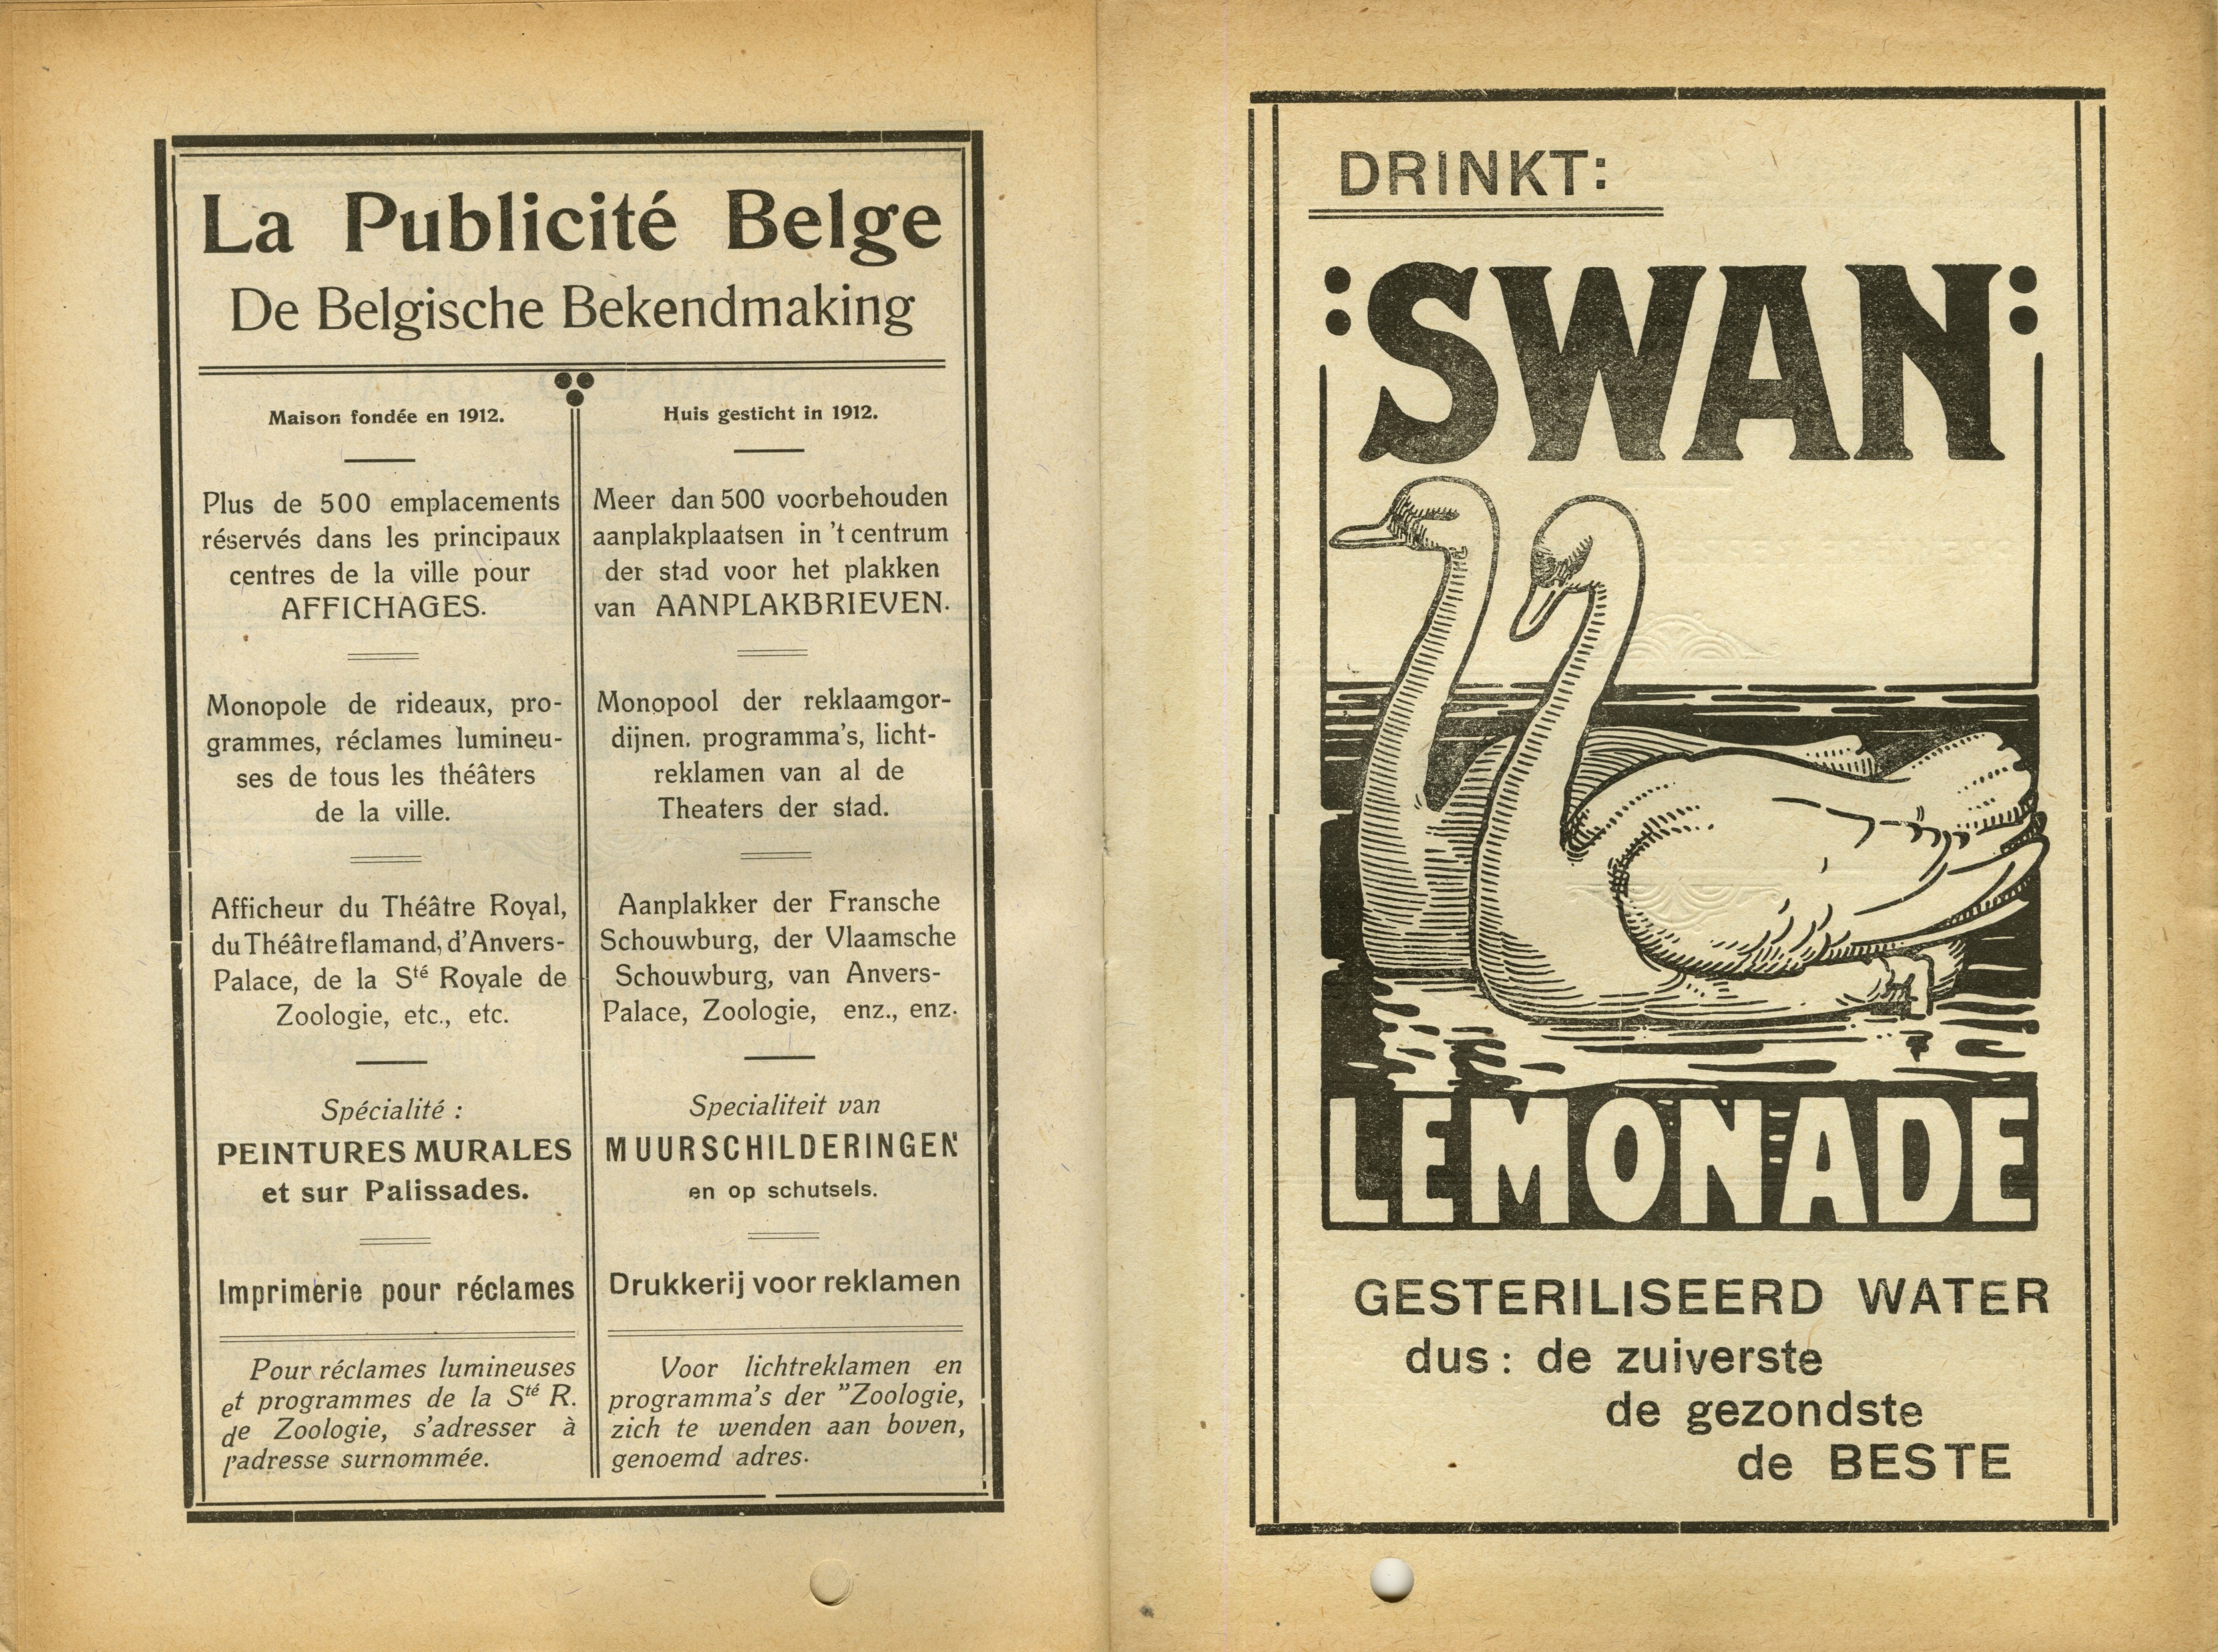 La Publicité Belge
De Belgische Bekendmaking
Maison fondée en 1912.
Plus de 500 emplacements
réservés dans les principaux
centres de la ville pour
AFFICHAGES.
Monopole de rideaux, pro-
grammes, réclames lumineu-
ses de tous les théâters
de la ville.
Afficheur du Théâtre Royal,
du Théâtre flamand, d'Anvers-
Palace, de la Sté Royale de
Zoologie, etc., etc.
Spécialité :
PEINTURES MURALES
et sur Palissades.
Imprimerie pour réclames
Pour réclames lumineuses
et programmes de la Sté R.
de Zoologie, s'adresser à
l'adresse surnommée.
Huis gesticht in 1912.
Meer dan 500 voorbehouden
aanplakplaatsen in 't centrum
der stad voor het plakken
van AANPLAKBRIEVEN.
Monopool der reklaamgor-
dijnen. programma's, licht-
reklamen van al de
Theaters der stad.
Aanplakker der Fransche
Schouwburg, der Vlaamsche
Schouwburg, van Anvers-
Palace, Zoologie, enz., enz.
Specialiteit van
MUURSCHILDERINGEN
en op schutsels.
Drukkerij voor reklamen
Voor lichtreklamen en
programma's der "Zoologie,
zich te wenden aan boven,
genoemd adres.
DRINKT:
:SWAN:
LEMONADE
GESTERILISEERD WATER
dus : de zuiverste
de gezondste
de BESTE